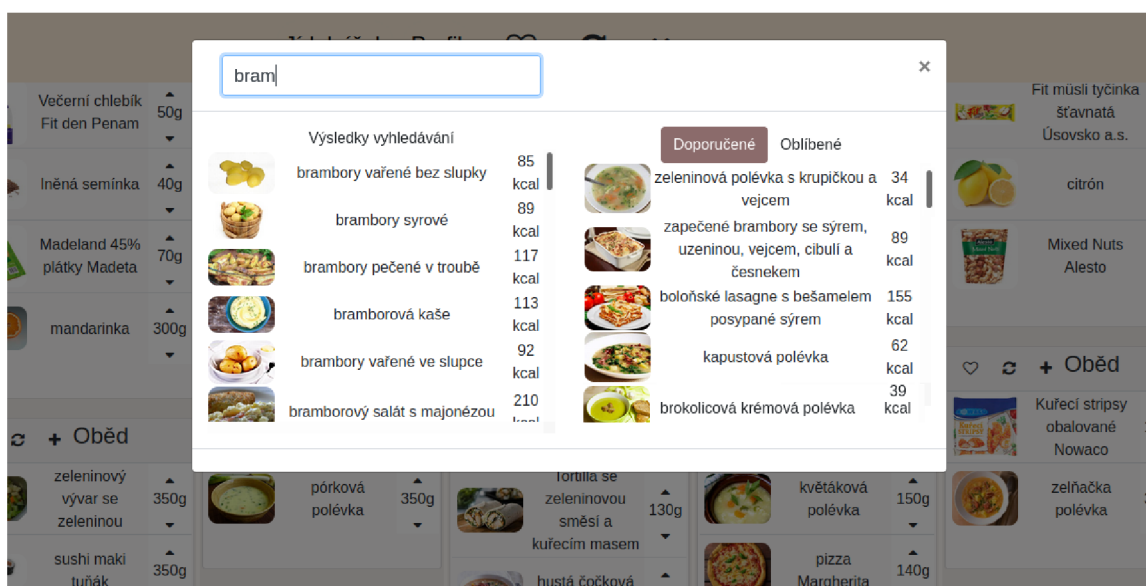 bram
×
Výsledky vyhledávání
brambory vařené bez slupky
85
kcal
brambory syrové
89
kcal
brambory pečené v troubě
117
kcal
bramborová kaše
113
kcal
brambory vařené ve slupce
92
kcal
bramborový salát s majonézou
210
kcal
Doporučené Oblíbené
zeleninová polévka s krupičkou a
vejcem
34
kcal
zapečené brambory se sýrem,
uzeninou, vejcem, cibulí a
česnekem
89
kcal
boloňské lasagne s bešamelem
posypané sýrem
155
kcal
kapustová polévka
62
kcal
brokolicová krémová polévka
39
kcal
Večerní chlebík
Fit den Penam
50g
lněná semínka
40g
Madeland 45%
plátky Madeta
70g
mandarinka
300g
+ Oběd
zeleninový
vývar se
zeleninou
350g
sushi maki
tuňák
350g
pórková
polévka
350g
Tortilla se
zeleninovou
směsí a
kuřecím masem
130g
hustá čočková
květáková
polévka
150g
pizza
Margherita
140g
Fit müsli tyčinka
šťavnatá
Úsovsko a.s.
citrón
Mixed Nuts
Alesto
+ Oběd
Kuřecí stripsy
obalované
Nowaco
zelňačka
polévka